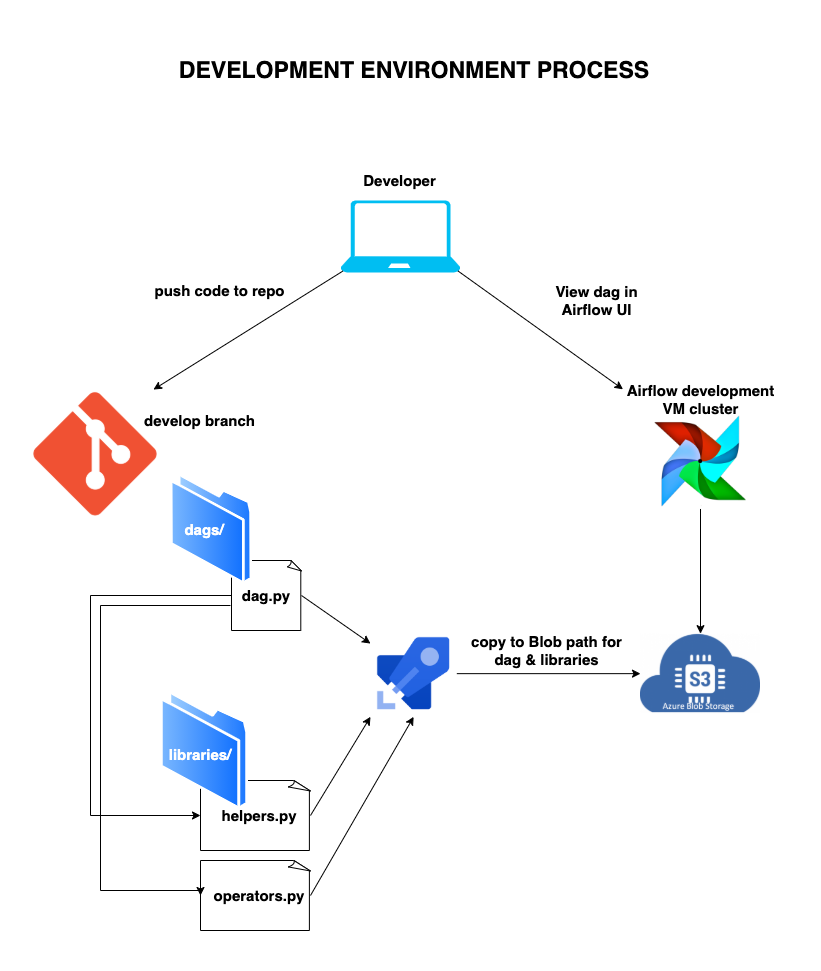 DEVELOPMENT ENVIRONMENT PROCESS
Developer
push code to repo
View dag in
Airflow UI
develop branch
Airflow development
VM cluster
dags/
dag.py
copy to Blob path for
dag & libraries
S3
Azure Blob Storage
libraries/
helpers.py
operators.py